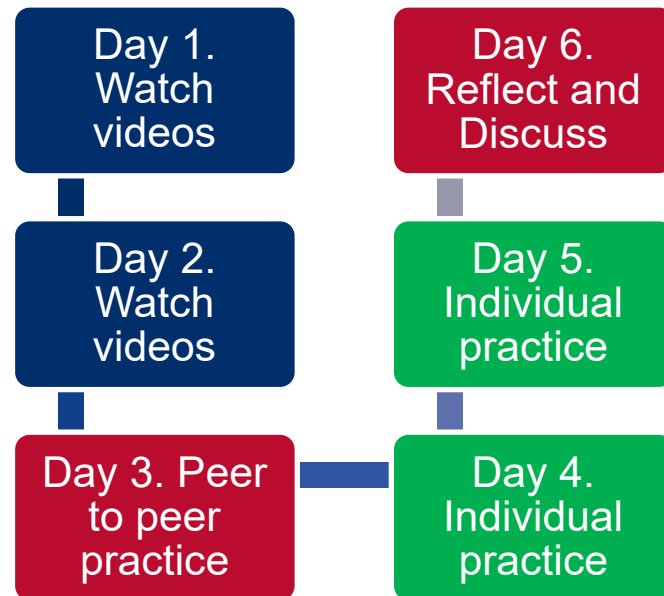 Day 1.
Watch
videos
Day 2.
Watch
videos
Day 3. Peer
to peer
practice
Day 4.
Individual
practice
Day 5.
Individual
practice
Day 6.
Reflect and
Discuss